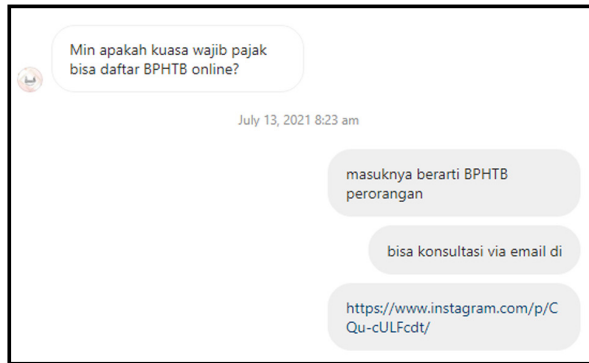 Min apakah kuasa wajib pajak
bisa daftar BPHTB online?
July 13, 2021 8:23 am
masuknya berarti BPHTB
perorangan
bisa konsultasi via email di
https://www.instagram.com/p/C
Qu-cULFcdt/